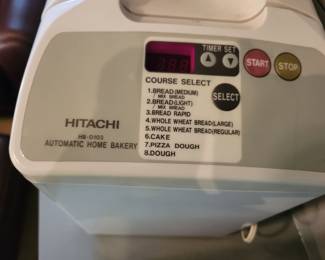 TIMER SET
START
STOP
COURSE SELECT
1.BREAD(MEDIUM)
/ MIX BREAD
2.BREAD(LIGHT)
/ MIX BREAD
3.BREAD RAPID
4.WHOLE WHEAT BREAD(LARGE)
5.WHOLE WHEAT BREAD(REGULAR)
6.CAKE
7.PIZZA DOUGH
8.DOUGH
SELECT
HITACHI
HB-D103
AUTOMATIC HOME BAKERY